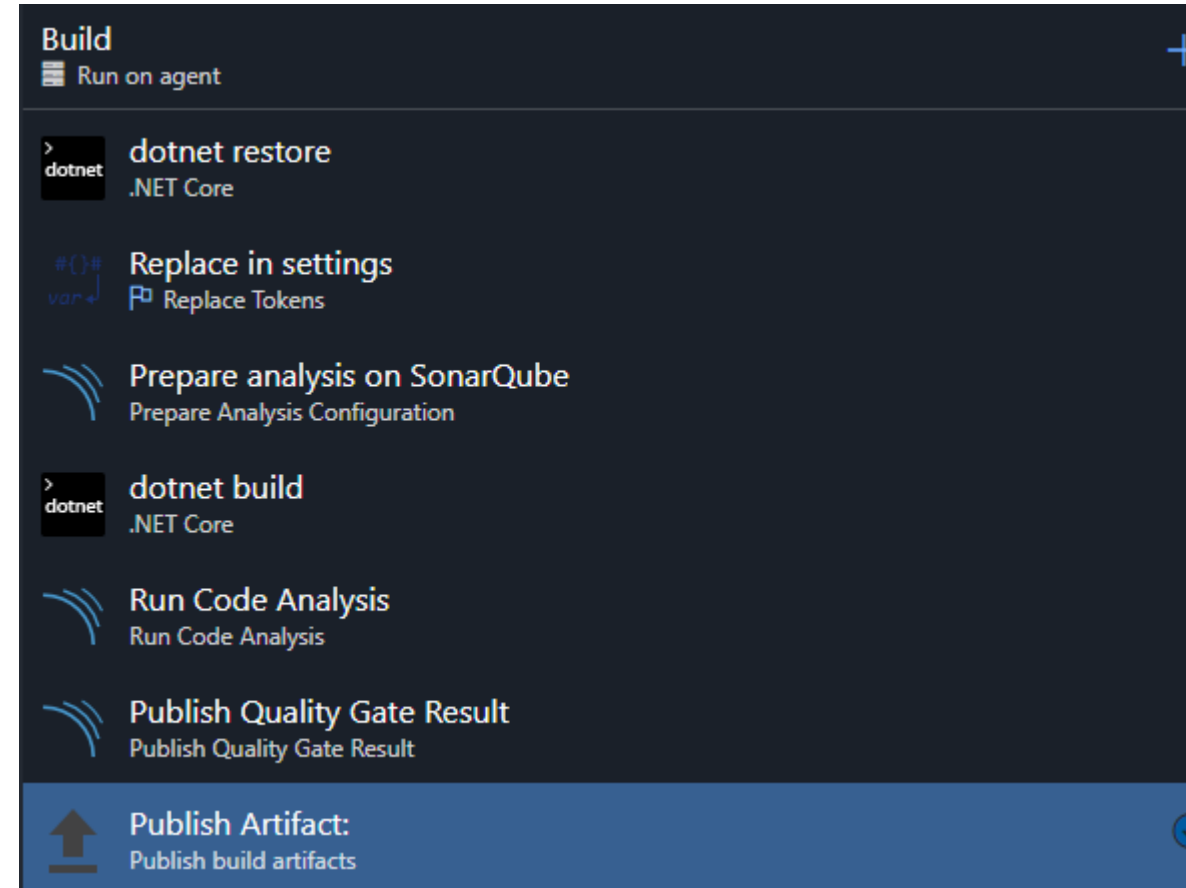 Build
Run on agent
>
dotnet
dotnet restore
.NET Core
#{}#
var
Replace in settings
Replace Tokens
Prepare analysis on SonarQube
Prepare Analysis Configuration
>
dotnet
dotnet build
.NET Core
Run Code Analysis
Run Code Analysis
Publish Quality Gate Result
Publish Quality Gate Result
Publish Artifact:
Publish build artifacts